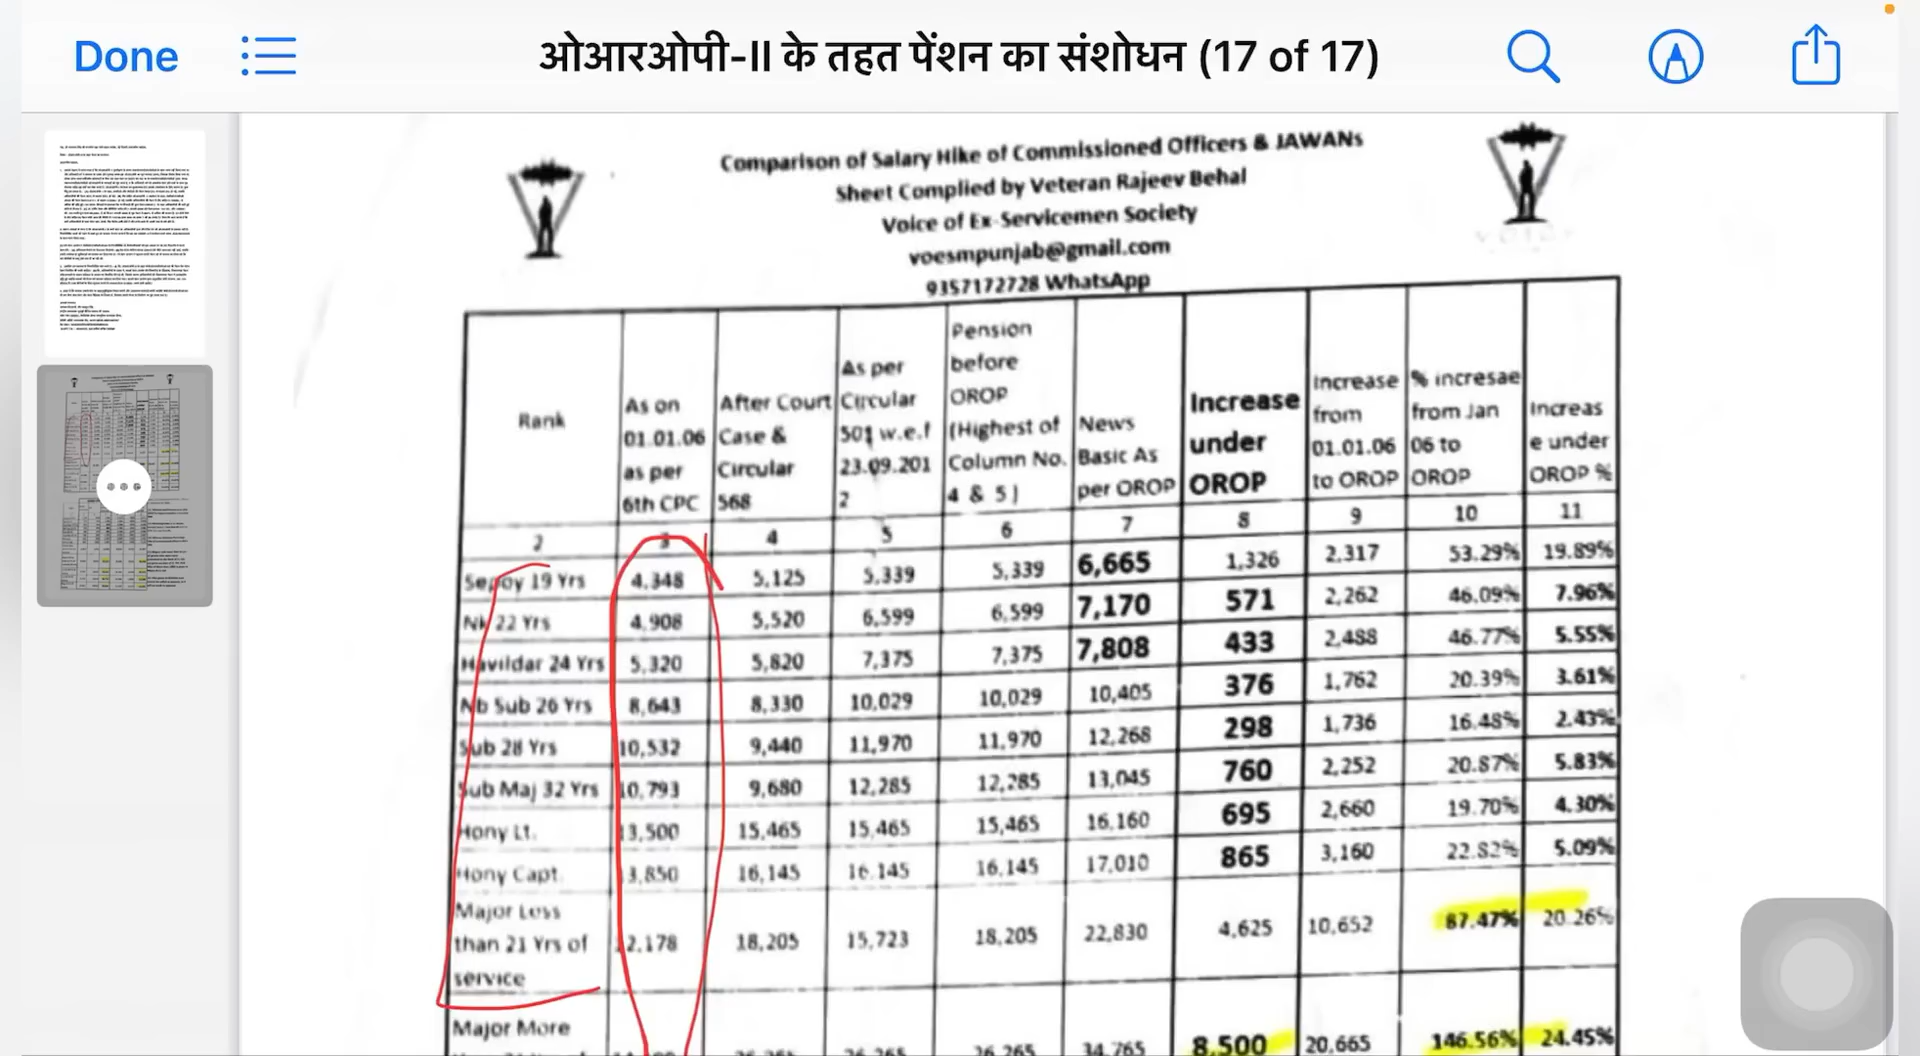 Done
ओआरओपी-II के तहत पेंशन का संशोधन (17 of 17)
Comparison of Salary Hike of Commissioned Officers & JAWANs
Sheet Complied by Veteran Rajeev Behal
Voice of Ex-Servicemen Society
voesmpunjab@gmail.com
9357172728 WhatsApp
Rank | As on 01.01.06 as per 6th CPC | After Court Case & Circular 568 | As per Circular 501 w.e.f 23.09.201 2 | Pension before OROP (Highest of Column No. 4 & 5) | News Basic As per OROP | Increase under OROP | Increase from 01.01.06 to OROP | % incresae from Jan 06 to OROP | Increas e under OROP %
2 3 4 5 6 7 8 9 10 11
Sepoy 19 Yrs 4,348 5,125 5,339 5,339 6,665 1,326 2,317 53.29% 19.89%
Nk 22 Yrs 4,908 5,520 6,599 6,599 7,170 571 2,262 46.09% 7.96%
Havildar 24 Yrs 5,320 5,820 7,375 7,375 7,808 433 2,488 46.77% 5.55%
Nb Sub 26 Yrs 8,643 8,330 10,029 10,029 10,405 376 1,762 20.39% 3.61%
Sub 28 Yrs 10,532 9,440 11,970 11,970 12,268 298 1,736 16.48% 2.43%
Sub Maj 32 Yrs 10,793 9,680 12,285 12,285 13,045 760 2,252 20.87% 5.83%
Hony Lt. 13,500 15,465 15,465 15,465 16,160 695 2,660 19.70% 4.30%
Hony Capt. 13,850 16,145 16,145 16,145 17,010 865 3,160 22.82% 5.09%
Major Less than 21 Yrs of service 12,178 18,205 15,723 18,205 22,830 4,625 10,652 87.47% 20.26%
Major More 26,265 34,765 8,500 20,665 146.56% 24.45%